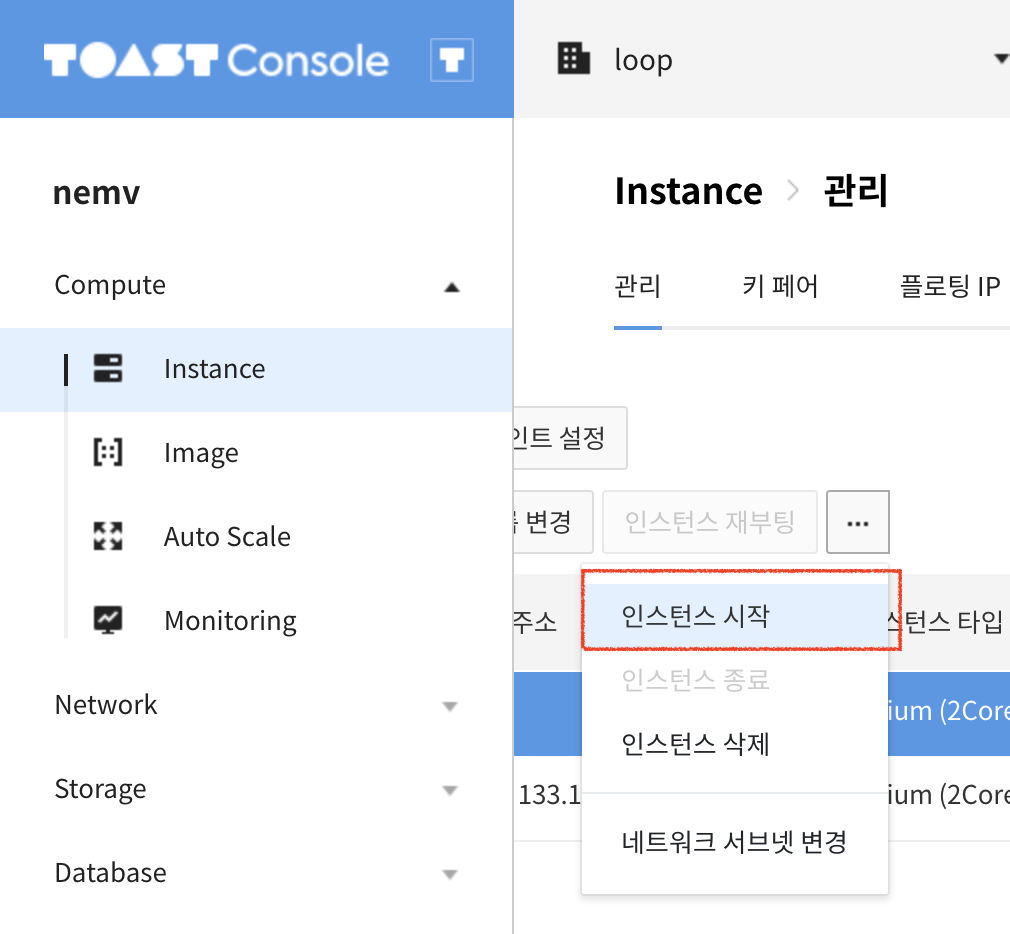 TOAST Console
T
loop
nemv
Compute
Instance
Image
Auto Scale
Monitoring
Network
Storage
Database
Instance > 관리
관리
키 페어
플로팅 IP
인트 설정
변경
인스턴스 재부팅
...
주소
스턴스 타입
인스턴스 시작
인스턴스 종료
인스턴스 삭제
네트워크 서브넷 변경
ium (2Core
133.1
ium (2Core